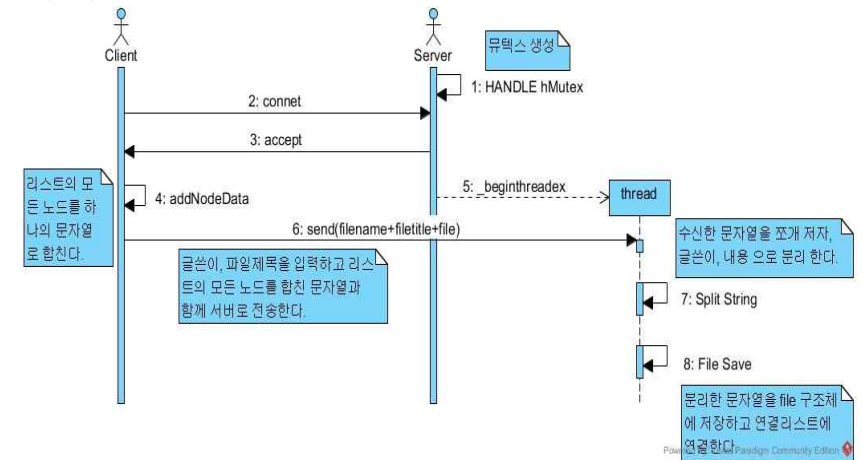 Client
Server
뮤텍스 생성
1: HANDLE hMutex
2: connet
3: accept
리스트의 모
든 노드를 하
나의 문자열
로 합친다.
4: addNodeData
5: _beginthreadex
thread
6: send(filename+filetitle+file)
글쓴이, 파일제목을 입력하고 리스
트의 모든 노드를 합친 문자열과
함께 서버로 전송한다.
수신한 문자열을 쪼개 저자,
글쓴이, 내용 으로 분리 한다.
7: Split String
8: File Save
분리한 문자열을 file 구조체
에 저장하고 연결리스트에
연결한다.
Paradigm Community Edition